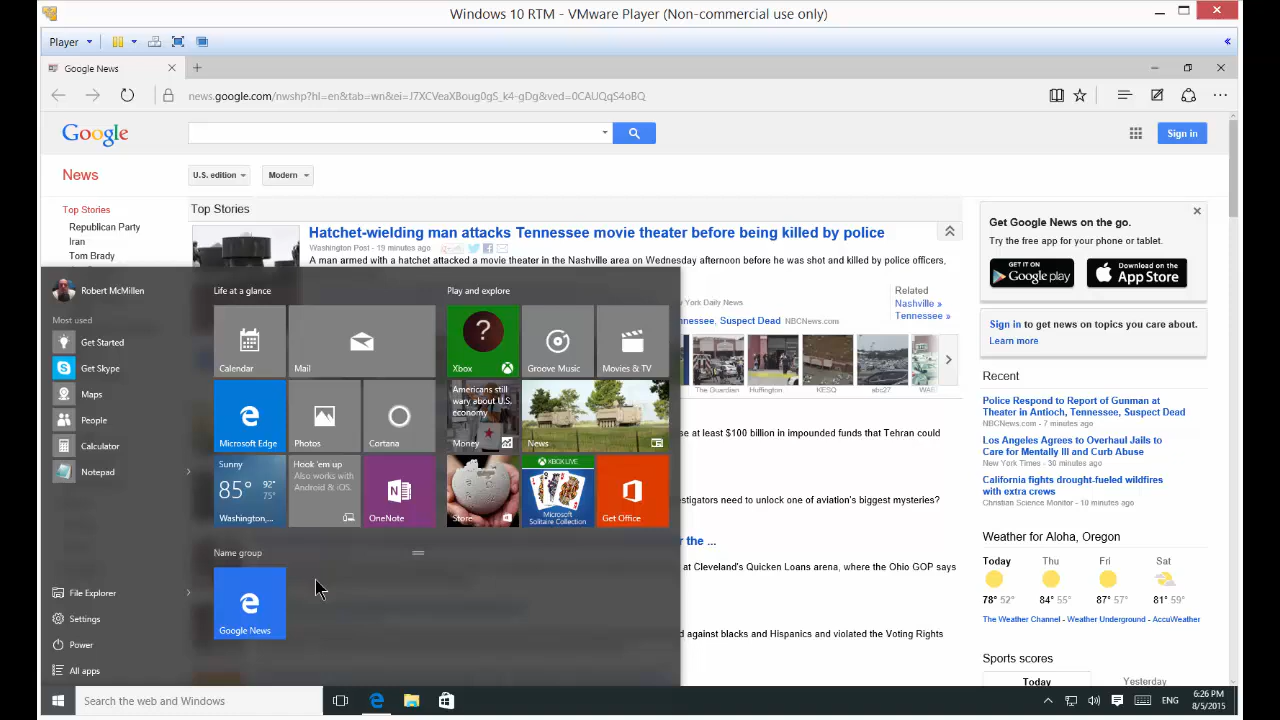 Windows 10 RTM - VMware Player (Non-commercial use only)
Player
Google News
news.google.com/nwshp?hl=en&tab=wn&ei=J7XCVeaXBoug0gS_k4-gDg&ved=0CAUQqS4oBQ
Google
Sign in
News
U.S. edition
Modern
Top Stories
Republican Party
Iran
Tom Brady
Top Stories
Hatchet-wielding man attacks Tennessee movie theater before being killed by police
Washington Post - 19 minutes ago
A man armed with a hatchet attacked a movie theater in the Nashville area on Wednesday afternoon before he was shot and killed by police officers,
York Daily News
nnessee, Suspect Dead NBCNews.com
Related
Nashville »
Tennessee »
The Guardian
Huffington
KESQ
abc27
WAE
se at least $100 billion in impounded funds that Tehran could
estigators need to unlock one of aviation's biggest mysteries?
r the ...
at Cleveland's Quicken Loans arena, where the Ohio GOP says
d against blacks and Hispanics and violated the Voting Rights
Get Google News on the go.
Try the free app for your phone or tablet.
GET IT ON
Google play
Download on the
App Store
Sign in to get news on topics you care about.
Learn more
Recent
Police Respond to Report of Gunman at
Theater in Antioch, Tennessee, Suspect Dead
NBCNews.com - 7 minutes ago
Los Angeles Agrees to Overhaul Jails to
Care for Mentally Ill and Curb Abuse
New York Times - 30 minutes ago
California fights drought-fueled wildfires
with extra crews
Christian Science Monitor - 10 minutes ago
Weather for Aloha, Oregon
Today Thu Fri Sat
78° 52° 84° 55° 87° 57° 81° 59°
The Weather Channel - Weather Underground - AccuWeather
Sports scores
Today Yesterday
Robert McMillen
Most used
Get Started
Get Skype
Maps
People
Calculator
Notepad
File Explorer
Settings
Power
All apps
Life at a glance
Calendar
Mail
Microsoft Edge
Photos
Cortana
Sunny
85° 92°
75°
Washington,...
Hook 'em up
Also works with
Android & iOS.
OneNote
Play and explore
?
Xbox
Groove Music
Movies & TV
Americans still
wary about U.S.
economy
Money
News
Store
XBOX LIVE
Microsoft
Solitaire Collection
Get Office
Name group
Google News
Search the web and Windows
ENG
6:26 PM
8/5/2015